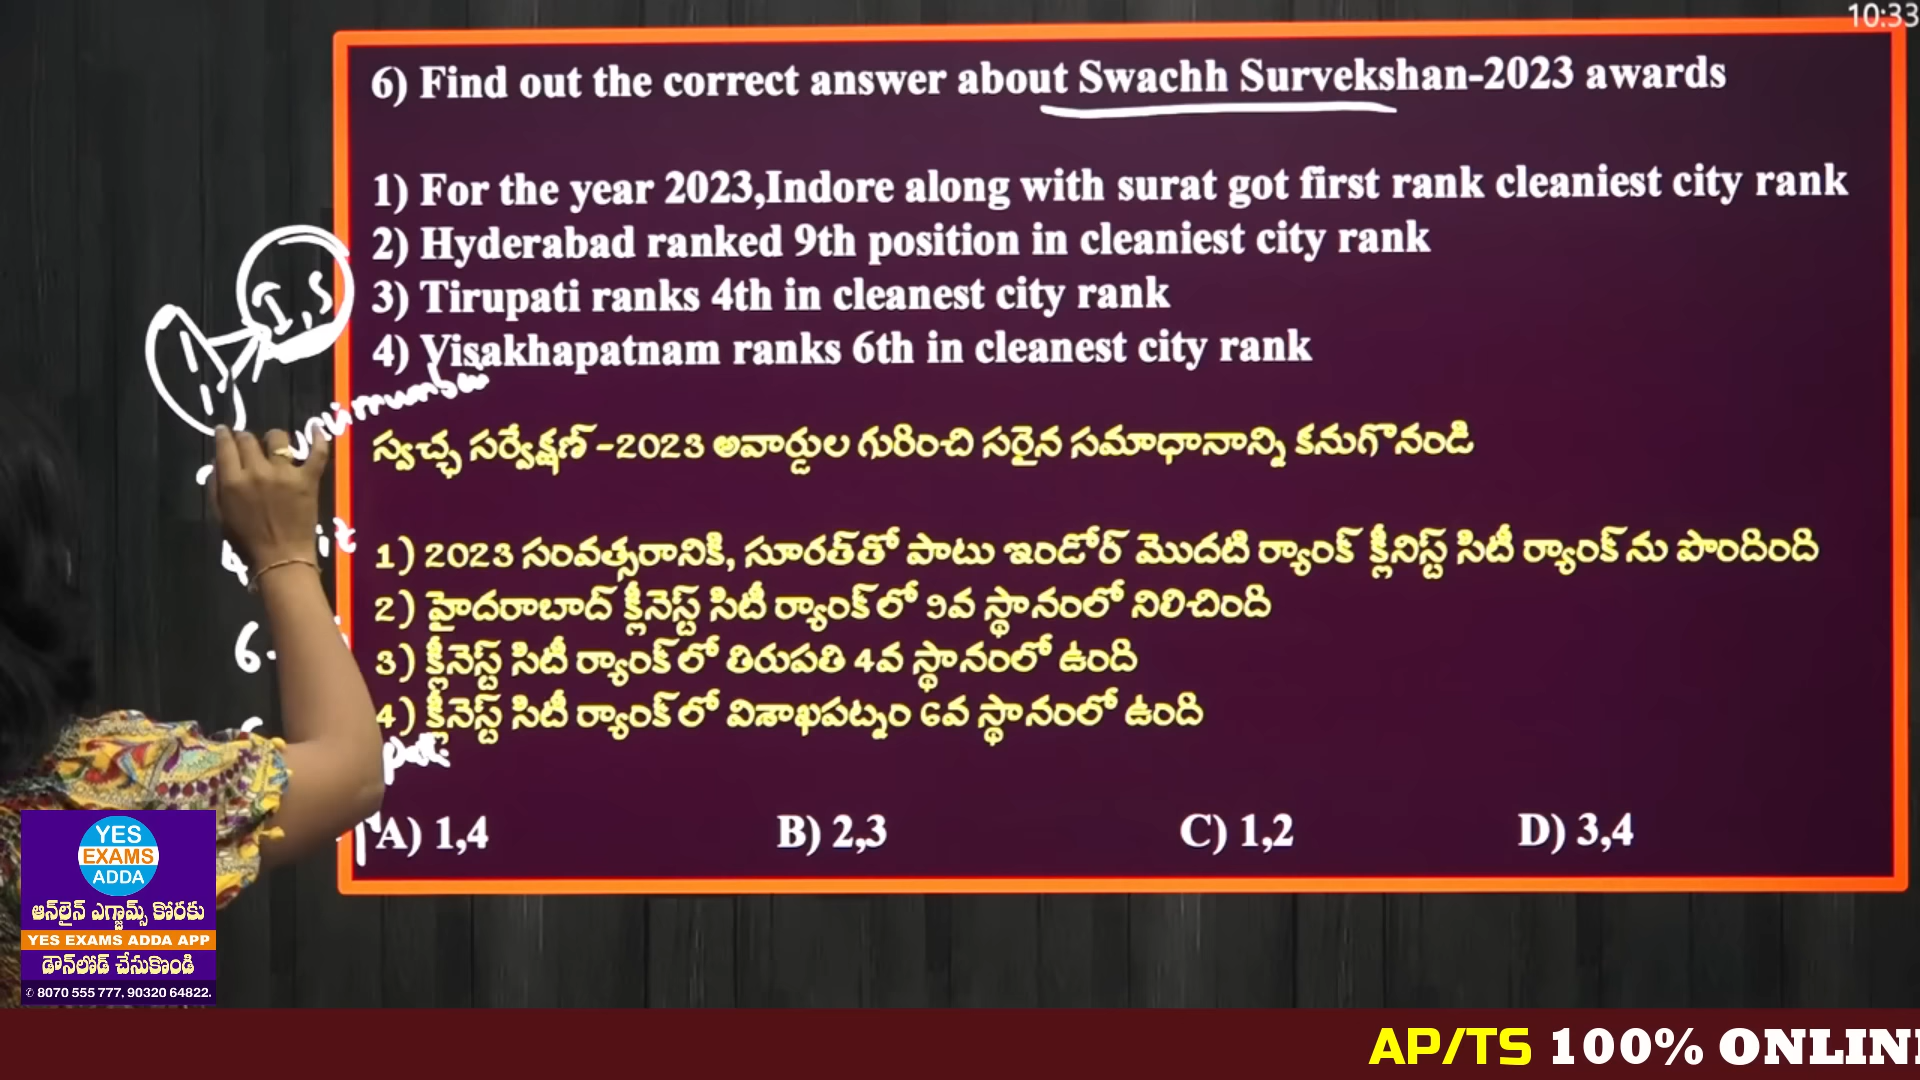 10:33
6) Find out the correct answer about Swachh Survekshan-2023 awards
1) For the year 2023,Indore along with surat got first rank cleaniest city rank
2) Hyderabad ranked 9th position in cleaniest city rank
3) Tirupati ranks 4th in cleanest city rank
4) Visakhapatnam ranks 6th in cleanest city rank
I,S
స్వచ్ఛ సర్వేక్షణ్-2023 అవార్డుల గురించి సరైన సమాధానాన్ని కనుగొనండి
1) 2023 సంవత్సరానికి, సూరత్‌తో పాటు ఇండోర్ మొదటి ర్యాంక్ క్లీనిస్ట్ సిటీ ర్యాంక్‌ను పొందింది
2) హైదరాబాద్ క్లీనెస్ట్ సిటీ ర్యాంక్‌లో 9వ స్థానంలో నిలిచింది
3) క్లీనెస్ట్ సిటీ ర్యాంక్‌లో తిరుపతి 4వ స్థానంలో ఉంది
6.
4) క్లీనెస్ట్ సిటీ ర్యాంక్‌లో విశాఖపట్నం 6వ స్థానంలో ఉంది
A) 1,4 B) 2,3 C) 1,2 D) 3,4
YES
EXAMS
ADDA
ఆన్‌లైన్ ఎగ్జామ్స్ కోరకు
YES EXAMS ADDA APP
డౌన్‌లోడ్ చేసుకొండి
✆ 8070 555 777, 90320 64822.
AP/TS 100% ONLIN